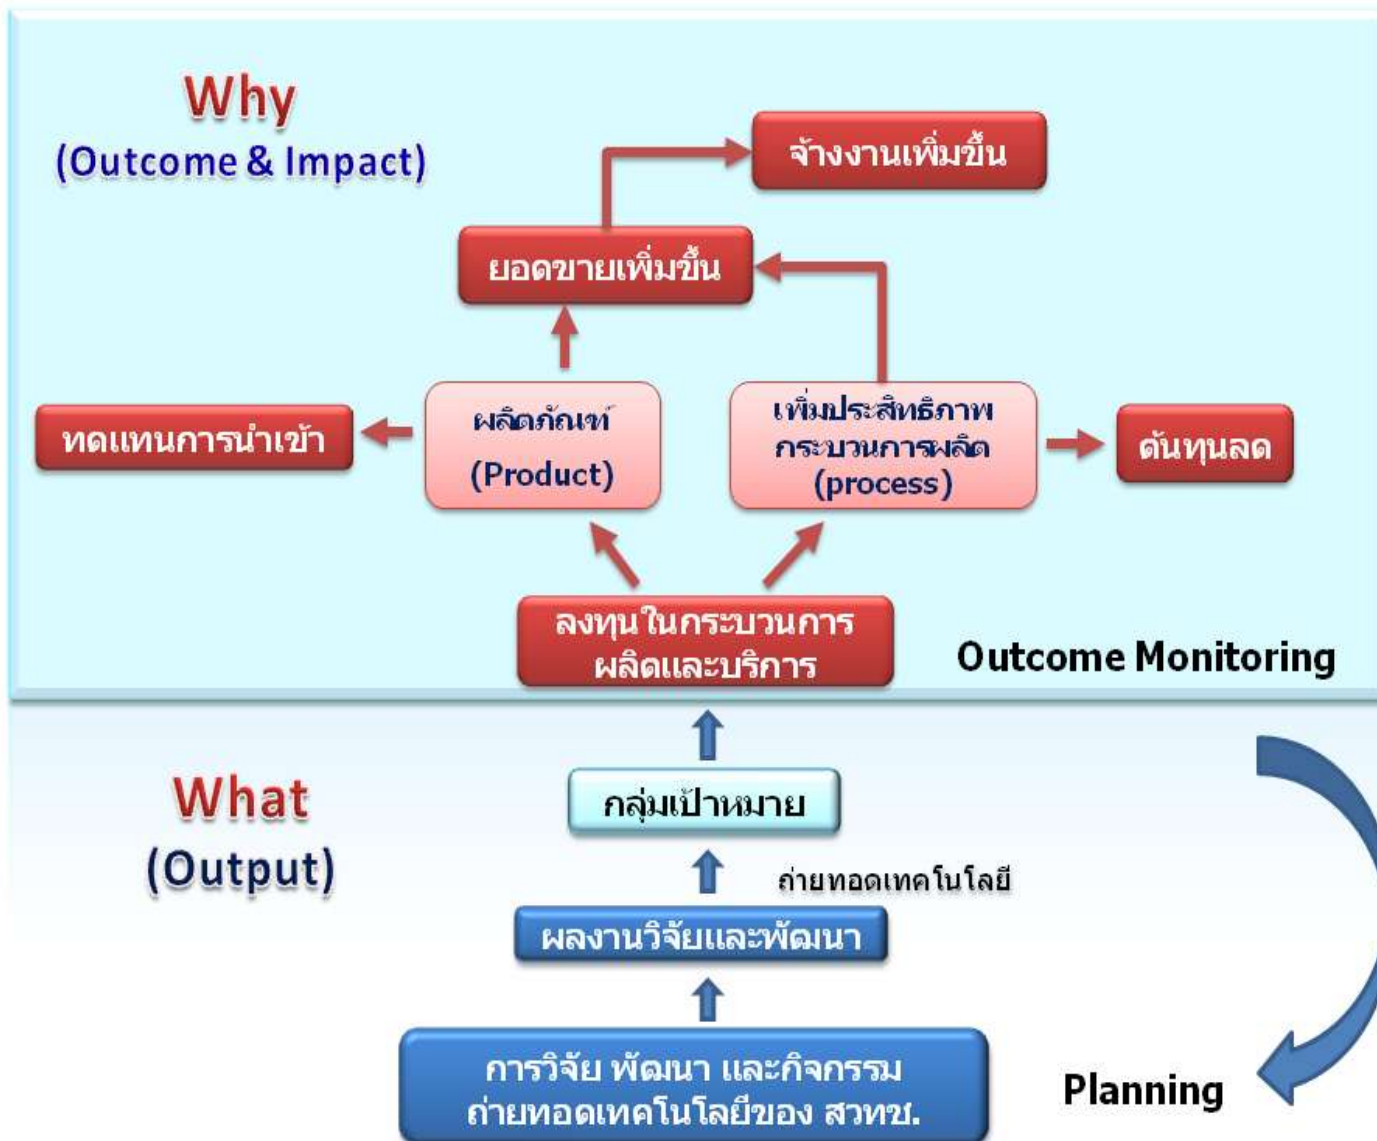 Why
(Outcome & Impact)
จ้างงานเพิ่มขึ้น
ยอดขายเพิ่มขึ้น
ทดแทนการนำเข้า
ผลิตภัณฑ์
(Product)
เพิ่มประสิทธิภาพ
กระบวนการผลิต
(process)
ต้นทุนลด
ลงทุนในกระบวนการ
ผลิตและบริการ
Outcome Monitoring
What
(Output)
กลุ่มเป้าหมาย
ถ่ายทอดเทคโนโลยี
ผลงานวิจัยและพัฒนา
การวิจัย พัฒนา และกิจกรรม
ถ่ายทอดเทคโนโลยีของ สวทช.
Planning